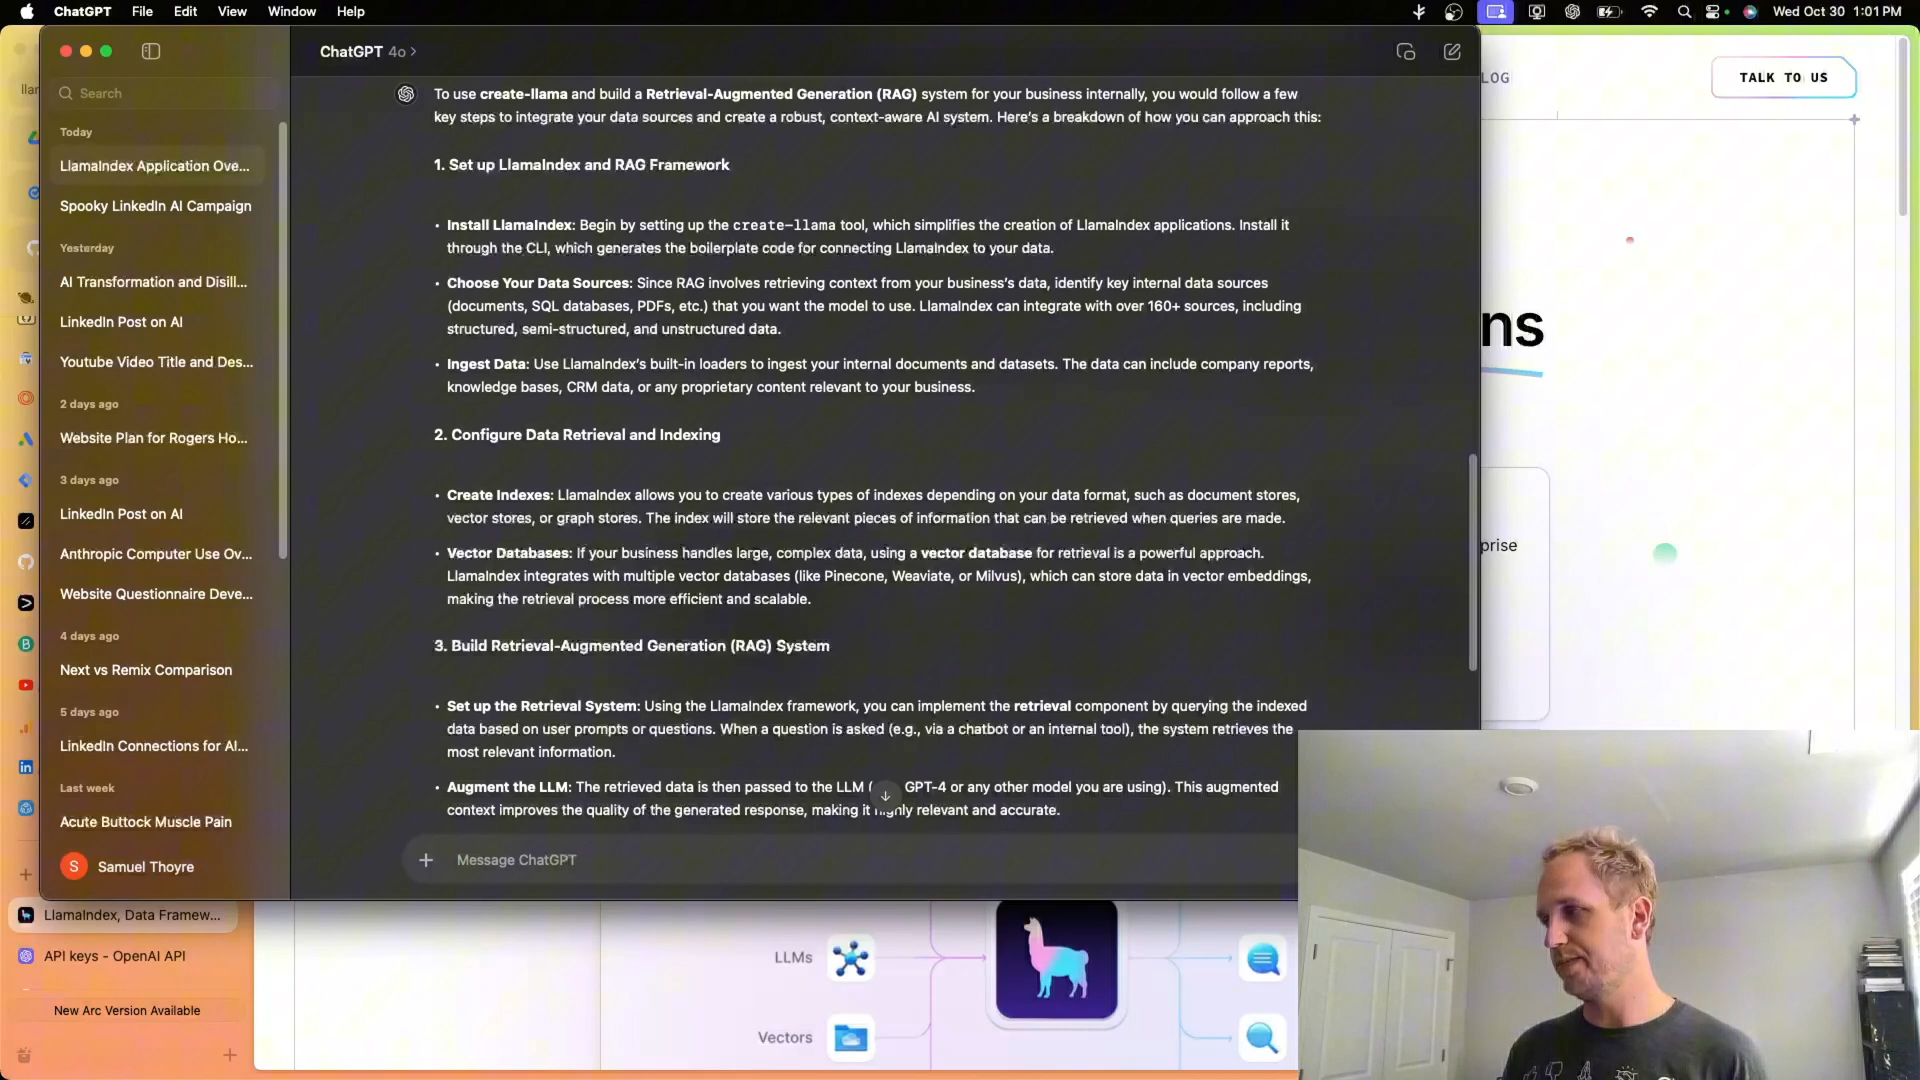 ChatGPT File Edit View Window Help
Wed Oct 30 1:01 PM
ChatGPT 4o >
Search
Today
LlamaIndex Application Ove...
Spooky LinkedIn AI Campaign
Yesterday
AI Transformation and Distill...
LinkedIn Post on AI
Youtube Video Title and Des...
2 days ago
Website Plan for Rogers Ho...
3 days ago
LinkedIn Post on AI
Anthropic Computer Use Ov...
Website Questionnaire Deve...
4 days ago
Next vs Remix Comparison
5 days ago
LinkedIn Connections for AI...
Last week
Acute Buttock Muscle Pain
S Samuel Thoyre
LlamaIndex, Data Framew...
API keys - OpenAI API
New Arc Version Available
To use create-llama and build a Retrieval-Augmented Generation (RAG) system for your business internally, you would follow a few
key steps to integrate your data sources and create a robust, context-aware AI system. Here's a breakdown of how you can approach this:
1. Set up LlamaIndex and RAG Framework
• Install LlamaIndex: Begin by setting up the create-llama tool, which simplifies the creation of LlamaIndex applications. Install it
through the CLI, which generates the boilerplate code for connecting LlamaIndex to your data.
• Choose Your Data Sources: Since RAG involves retrieving context from your business's data, identify key internal data sources
(documents, SQL databases, PDFs, etc.) that you want the model to use. LlamaIndex can integrate with over 160+ sources, including
structured, semi-structured, and unstructured data.
• Ingest Data: Use LlamaIndex's built-in loaders to ingest your internal documents and datasets. The data can include company reports,
knowledge bases, CRM data, or any proprietary content relevant to your business.
2. Configure Data Retrieval and Indexing
• Create Indexes: LlamaIndex allows you to create various types of indexes depending on your data format, such as document stores,
vector stores, or graph stores. The index will store the relevant pieces of information that can be retrieved when queries are made.
• Vector Databases: If your business handles large, complex data, using a vector database for retrieval is a powerful approach.
LlamaIndex integrates with multiple vector databases (like Pinecone, Weaviate, or Milvus), which can store data in vector embeddings,
making the retrieval process more efficient and scalable.
3. Build Retrieval-Augmented Generation (RAG) System
• Set up the Retrieval System: Using the LlamaIndex framework, you can implement the retrieval component by querying the indexed
data based on user prompts or questions. When a question is asked (e.g., via a chatbot or an internal tool), the system retrieves the
most relevant information.
• Augment the LLM: The retrieved data is then passed to the LLM ( GPT-4 or any other model you are using). This augmented
context improves the quality of the generated response, making it highly relevant and accurate.
Message ChatGPT
LOG
TALK TO US
ns
prise
LLMs
Vectors